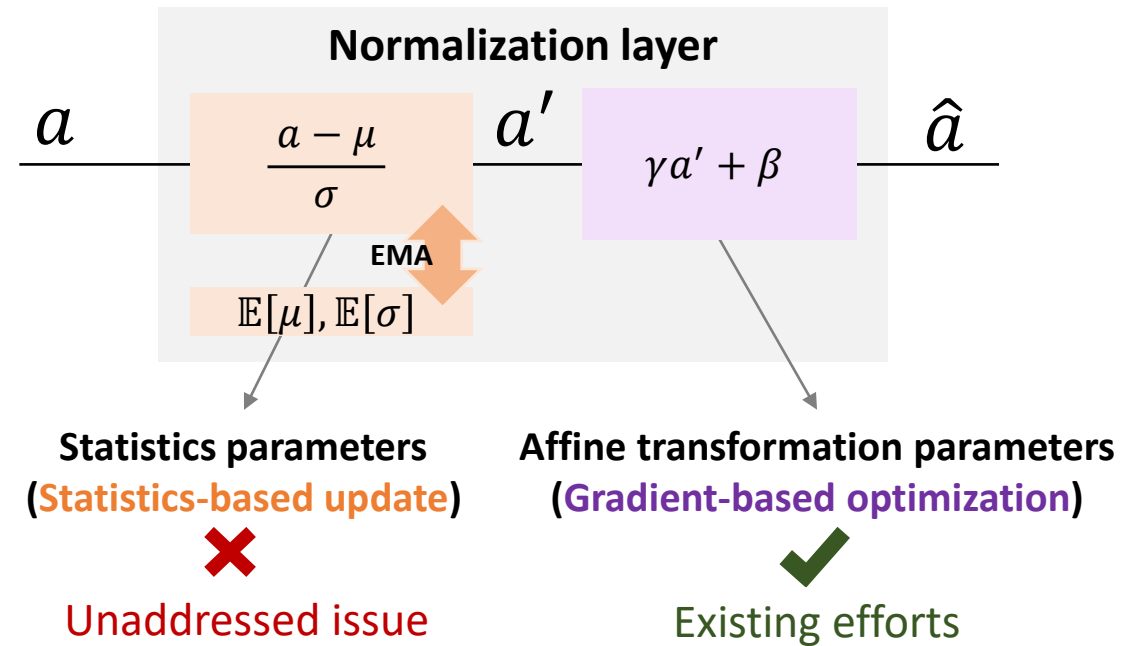 Normalization layer
a
a − μ
σ
a′
γa′ + β
â
EMA
𝔼[μ], 𝔼[σ]
Statistics parameters
(Statistics-based update)
Unaddressed issue
Affine transformation parameters
(Gradient-based optimization)
Existing efforts